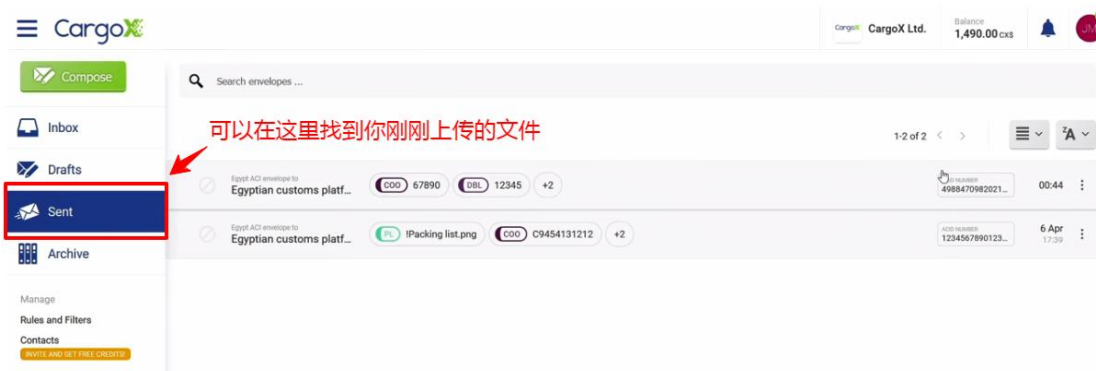 CargoX
CargoX CargoX Ltd.
Balance
1,490.00 CXS
JM
Compose
Search envelopes ...
Inbox
可以在这里找到你刚刚上传的文件
1-2 of 2
ZA
Drafts
Egypt ACI envelope to
Egyptian customs platf...
COO 67890
DBL 12345
+2
NUMBER
4988470982021...
00:44
Sent
Egypt ACI envelope to
Egyptian customs platf...
PL !Packing list.png
COO C9454131212
+2
ACID NUMBER
1234567890123...
6 Apr
17:39
Archive
Manage
Rules and Filters
Contacts
INVITE AND GET FREE CREDITS!